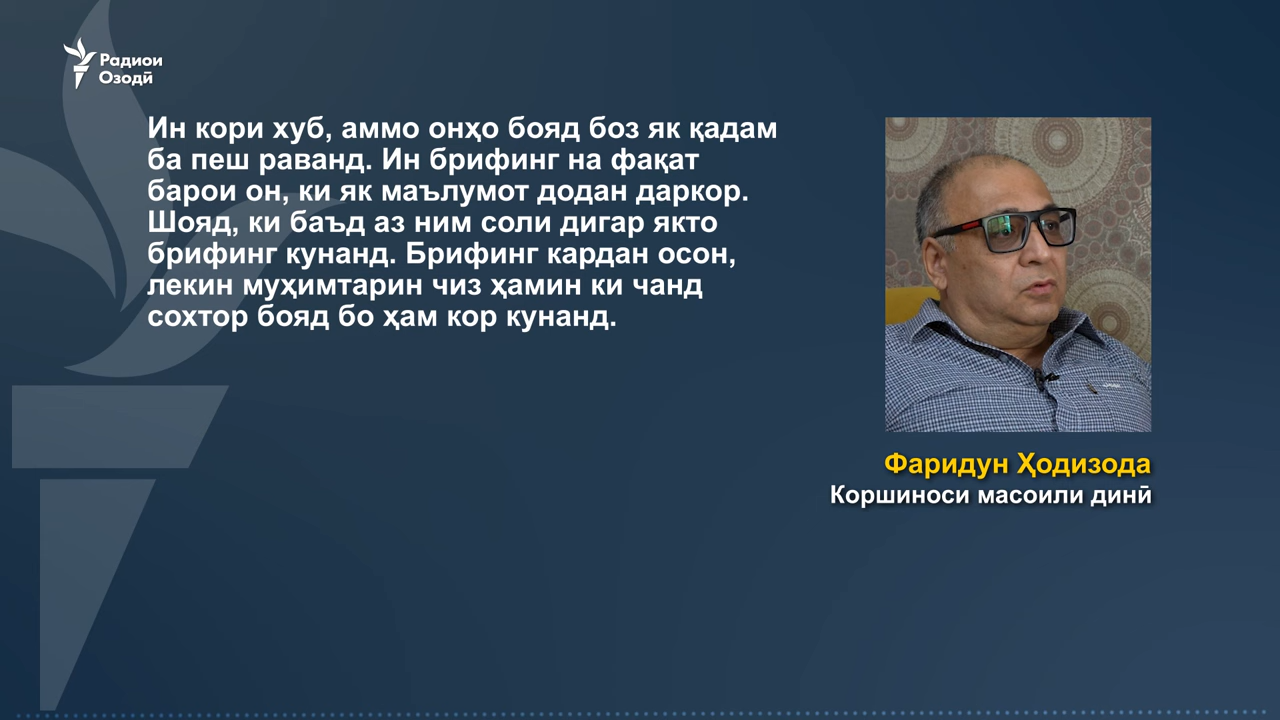 Радиои
Озодӣ
Ин кори хуб, аммо онҳо бояд боз як қадам
ба пеш раванд. Ин брифинг на фақат
барои он, ки як маълумот додан даркор.
Шояд, ки баъд аз ним соли дигар якто
брифинг кунанд. Брифинг кардан осон,
лекин муҳимтарин чиз ҳамин ки чанд
сохтор бояд бо ҳам кор кунанд.
Фаридун Ҳодизода
Коршиноси масоили динӣ